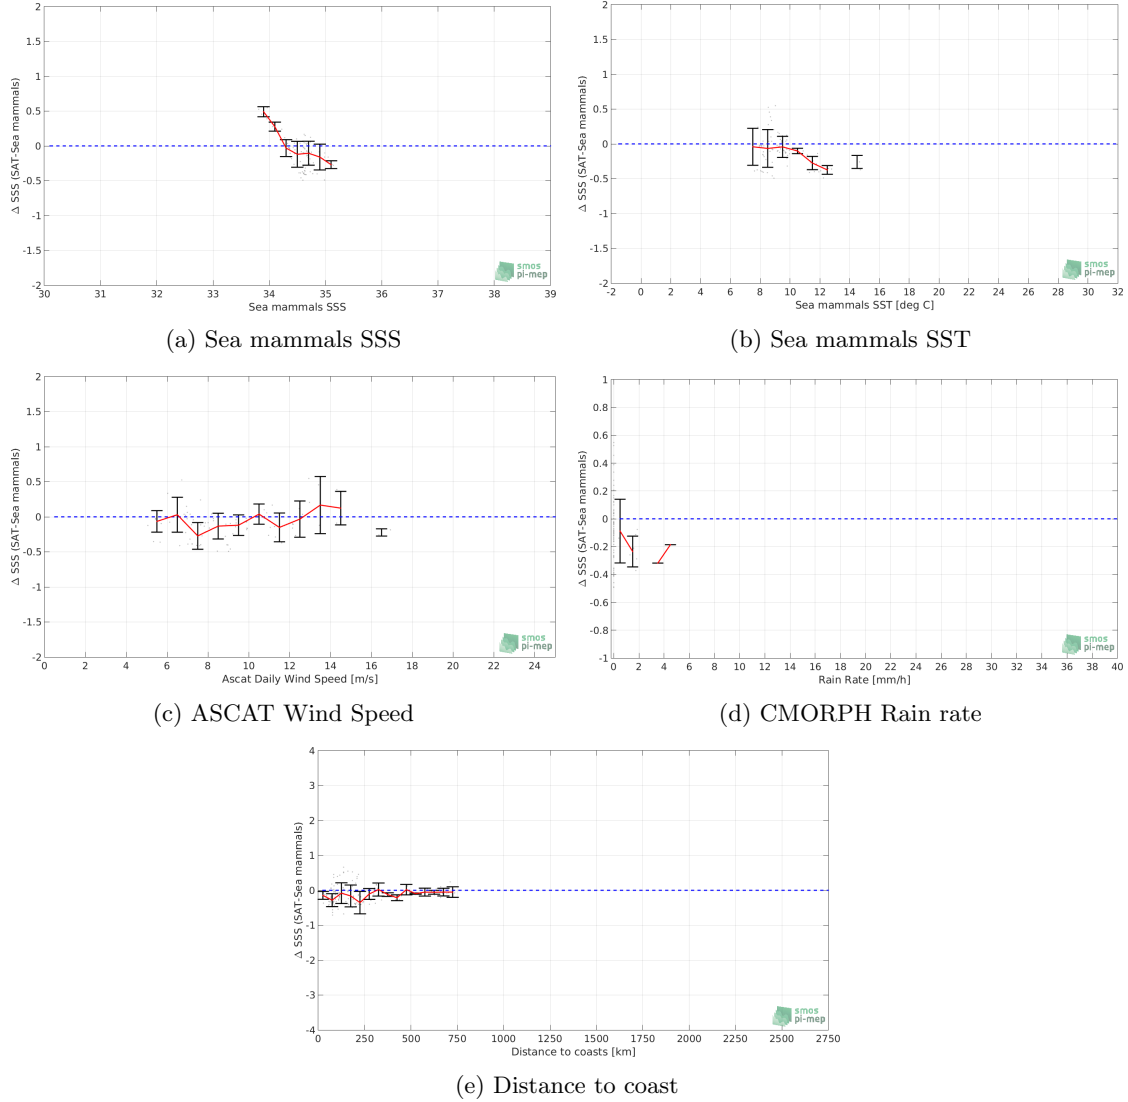 2
1.5
1
0.5
0
-0.5
-1
-1.5
-2
Δ SSS (SAT-Sea mammals)
30 31 32 33 34 35 36 37 38 39
Sea mammals SSS
smos
pi-mep
(a) Sea mammals SSS
2
1.5
1
0.5
0
-0.5
-1
-1.5
-2
Δ SSS (SAT-Sea mammals)
-2 0 2 4 6 8 10 12 14 16 18 20 22 24 26 28 30 32
Sea mammals SST [deg C]
smos
pi-mep
(b) Sea mammals SST
2
1.5
1
0.5
0
-0.5
-1
-1.5
-2
Δ SSS (SAT-Sea mammals)
0 2 4 6 8 10 12 14 16 18 20 22 24
Ascat Daily Wind Speed [m/s]
smos
pi-mep
(c) ASCAT Wind Speed
1
0.8
0.6
0.4
0.2
0
-0.2
-0.4
-0.6
-0.8
-1
Δ SSS (SAT-Sea mammals)
0 2 4 6 8 10 12 14 16 18 20 22 24 26 28 30 32 34 36 38 40
Rain Rate [mm/h]
smos
pi-mep
(d) CMORPH Rain rate
4
3
2
1
0
-1
-2
-3
-4
Δ SSS (SAT-Sea mammals)
0 250 500 750 1000 1250 1500 1750 2000 2250 2500 2750
Distance to coasts [km]
smos
pi-mep
(e) Distance to coast